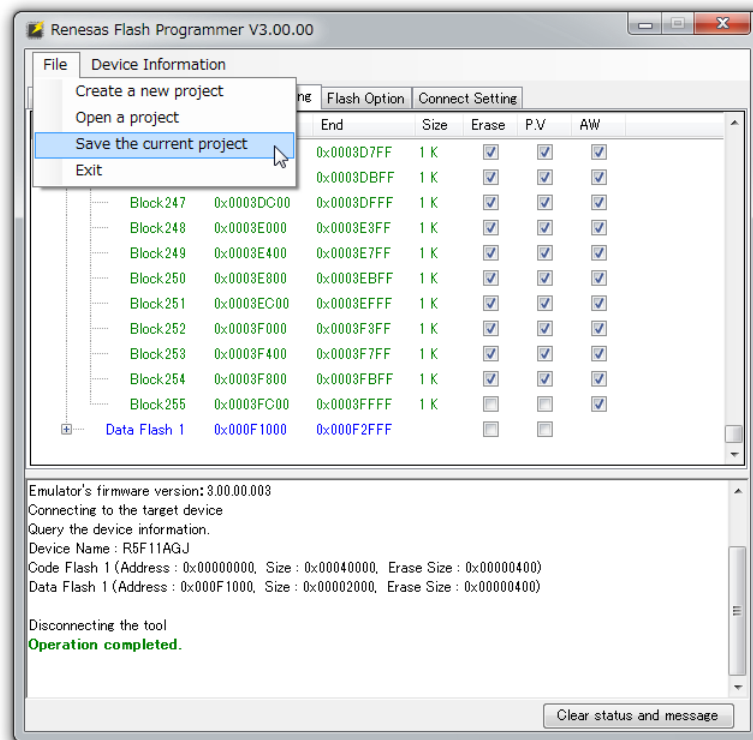 Renesas Flash Programmer V3.00.00
File Device Information
Create a new project
Open a project
Save the current project
Exit
Flash Option Connect Setting
End Size Erase P.V AW
0x0003D7FF 1 K
0x0003DBFF 1 K
Block247 0x0003DC00 0x0003DFFF 1 K
Block248 0x0003E000 0x0003E3FF 1 K
Block249 0x0003E400 0x0003E7FF 1 K
Block250 0x0003E800 0x0003EBFF 1 K
Block251 0x0003EC00 0x0003EFFF 1 K
Block252 0x0003F000 0x0003F3FF 1 K
Block253 0x0003F400 0x0003F7FF 1 K
Block254 0x0003F800 0x0003FBFF 1 K
Block255 0x0003FC00 0x0003FFFF 1 K
Data Flash 1 0x000F1000 0x000F2FFF
Emulator's firmware version: 3.00.00.003
Connecting to the target device
Query the device information.
Device Name : R5F11AGJ
Code Flash 1 (Address : 0x00000000, Size : 0x00040000, Erase Size : 0x00000400)
Data Flash 1 (Address : 0x000F1000, Size : 0x00002000, Erase Size : 0x00000400)
Disconnecting the tool
Operation completed.
Clear status and message